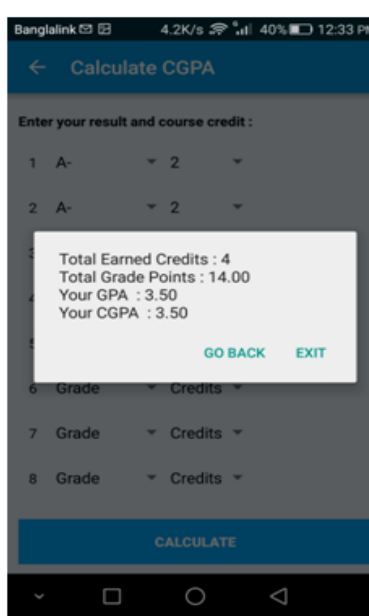 Banglalink 4.2K/s 40% 12:33 PM
Calculate CGPA
Enter your result and course credit :
1 A- 2
2 A- 2
Total Earned Credits : 4
Total Grade Points : 14.00
Your GPA : 3.50
Your CGPA : 3.50
GO BACK EXIT
6 Grade Credits
7 Grade Credits
8 Grade Credits
CALCULATE